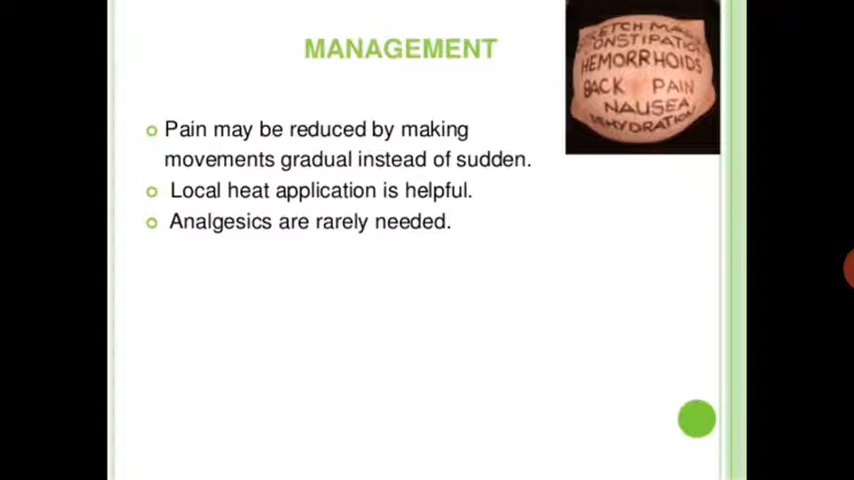 MANAGEMENT
Pain may be reduced by making
movements gradual instead of sudden.
Local heat application is helpful.
Analgesics are rarely needed.
HEMORRHOIDS
BACK PAIN
NAUSEA